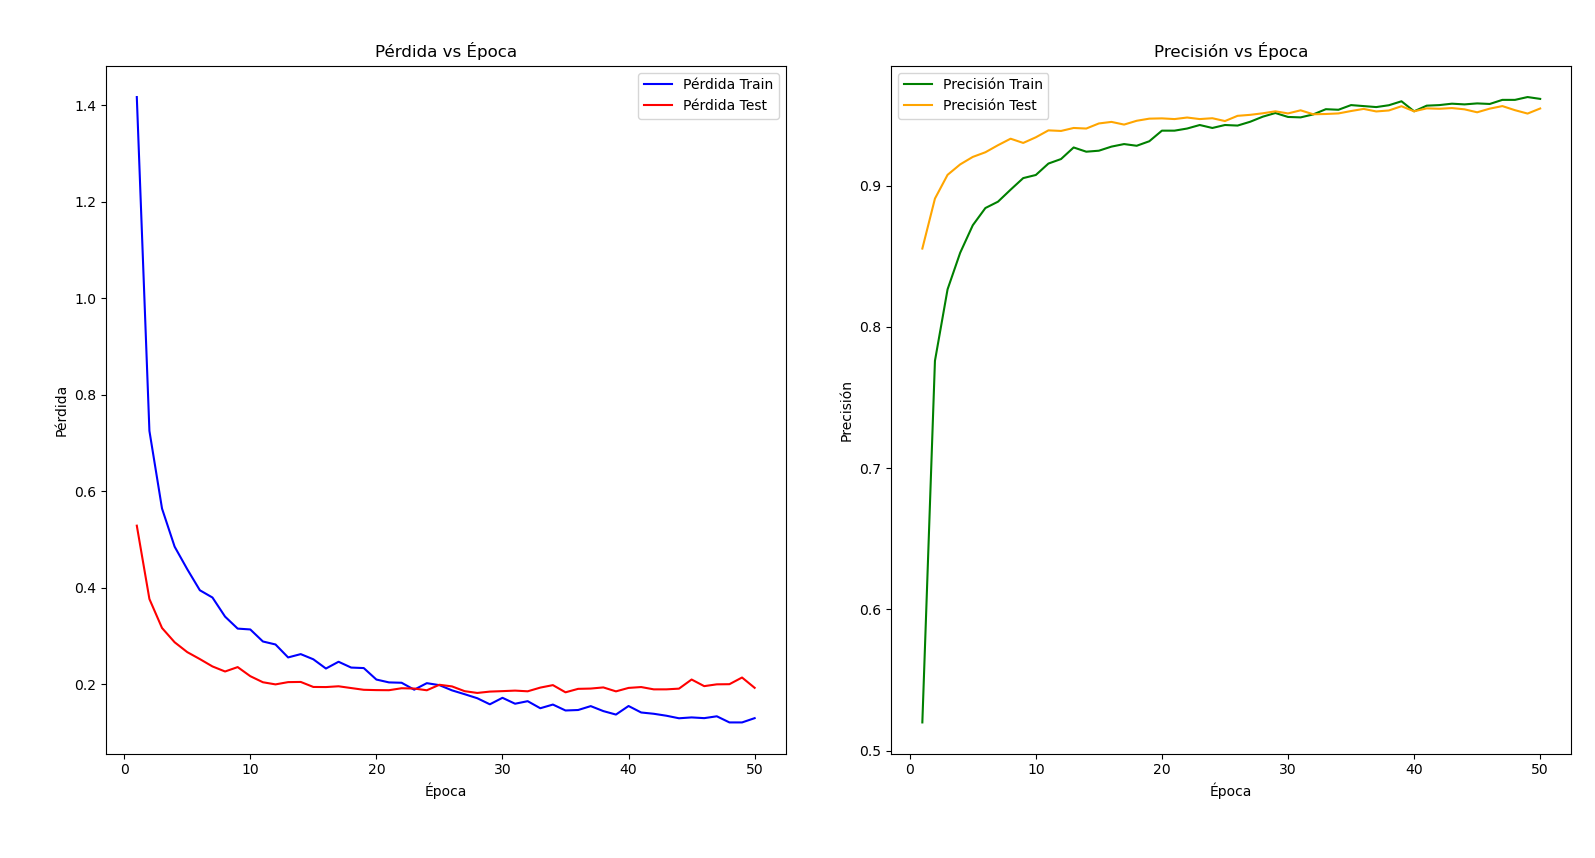 Pérdida vs Época
Pérdida Train
Pérdida Test
1.4
1.2
1.0
0.8
0.6
0.4
0.2
Pérdida
0
10
20
30
40
50
Época
Precisión vs Época
Precisión Train
Precisión Test
0.9
0.8
0.7
0.6
0.5
Precisión
0
10
20
30
40
50
Época